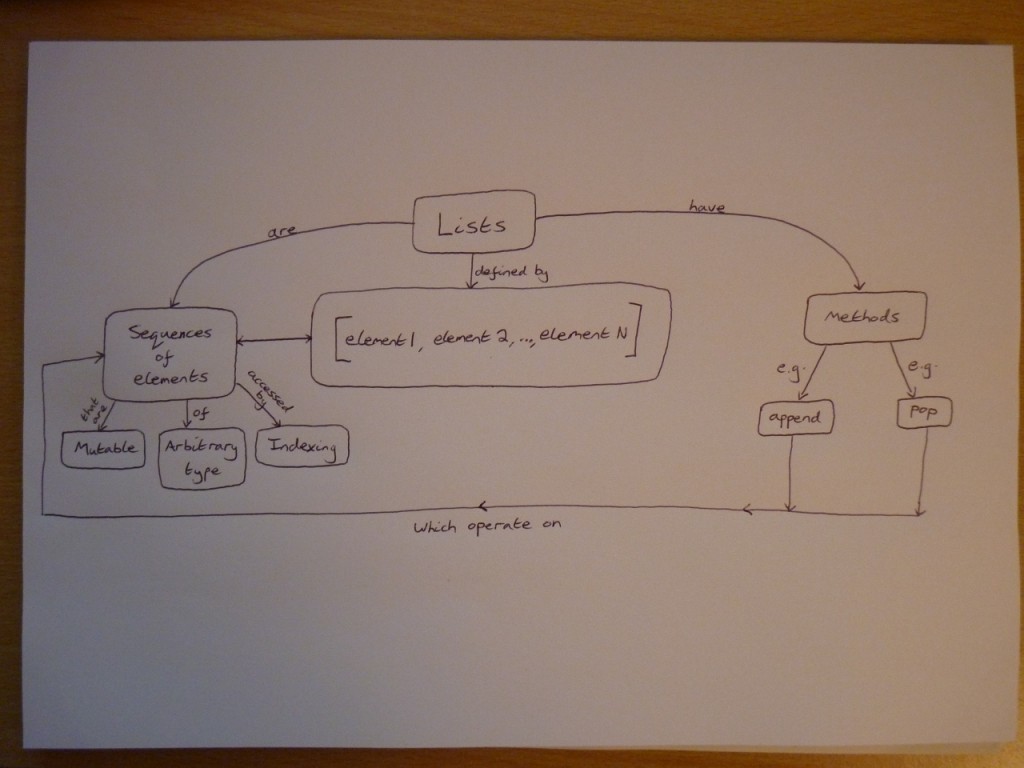 Lists
are
have
defined by
Sequences
of
elements
[element 1, element 2, ..., element N]
Methods
that
are
of
accessed
by
e.g.
e.g.
Mutable
Arbitrary
type
Indexing
append
pop
Which operate on